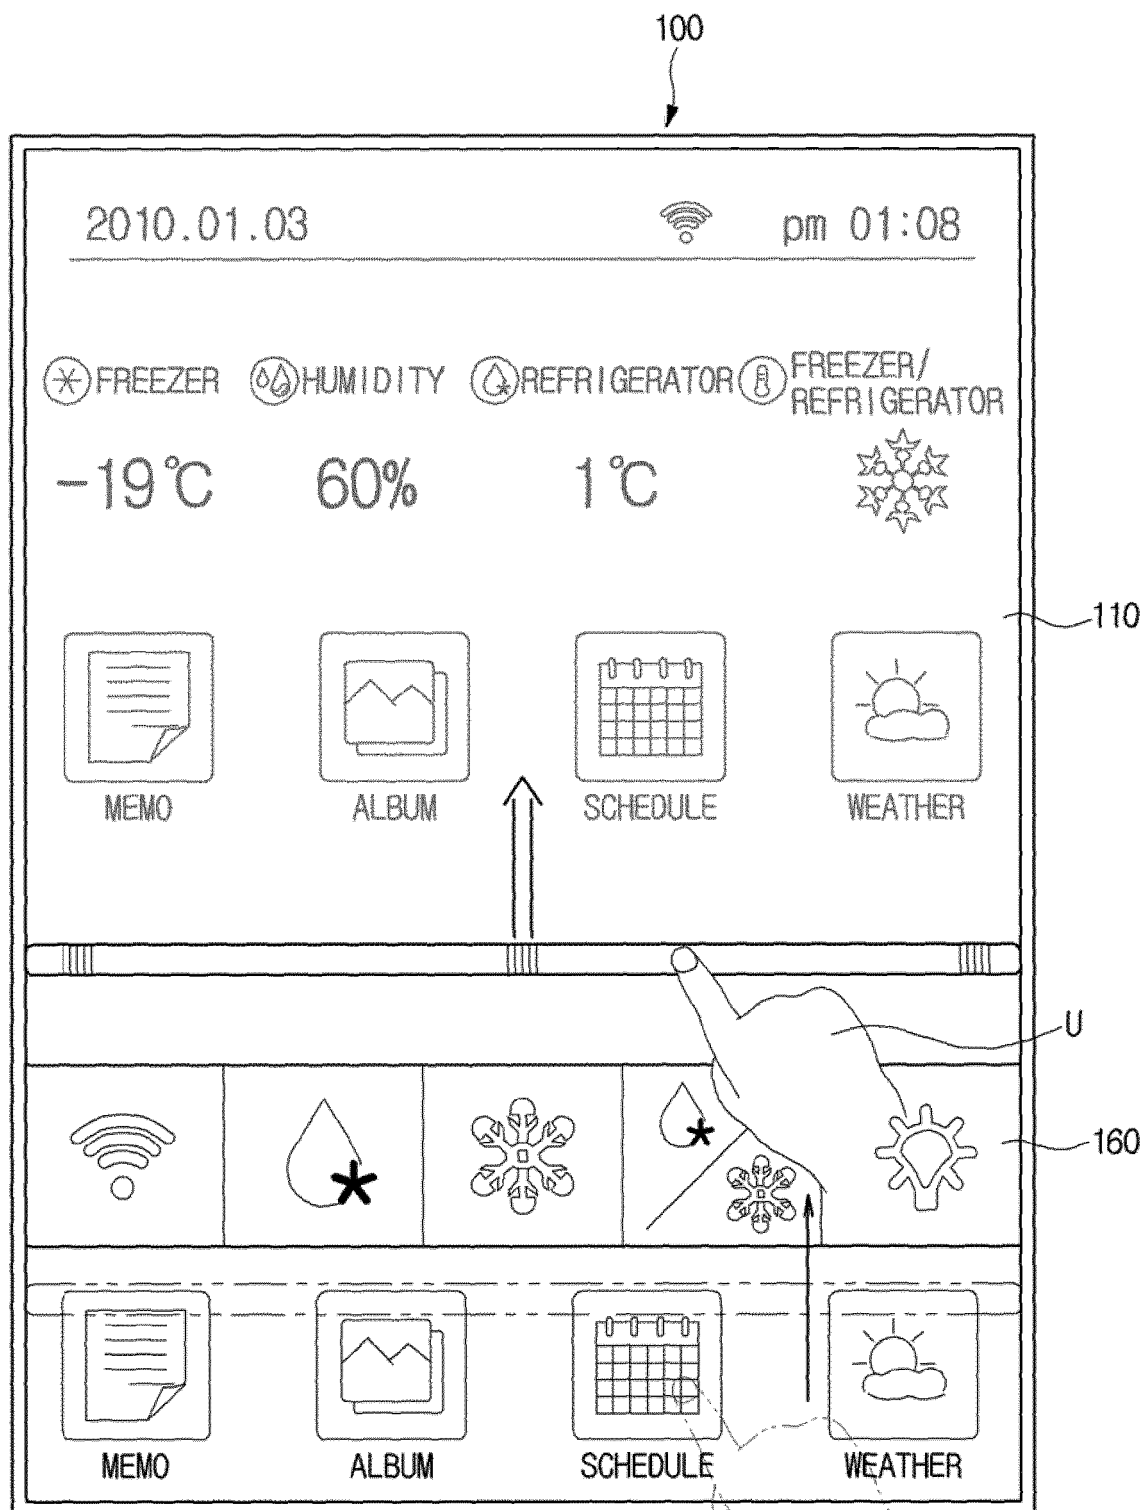 100
2010.01.03 pm 01:08
FREEZER HUMIDITY REFRIGERATOR FREEZER/
REFRIGERATOR
-19℃ 60% 1℃
110
MEMO ALBUM SCHEDULE WEATHER
U
160
MEMO ALBUM SCHEDULE WEATHER